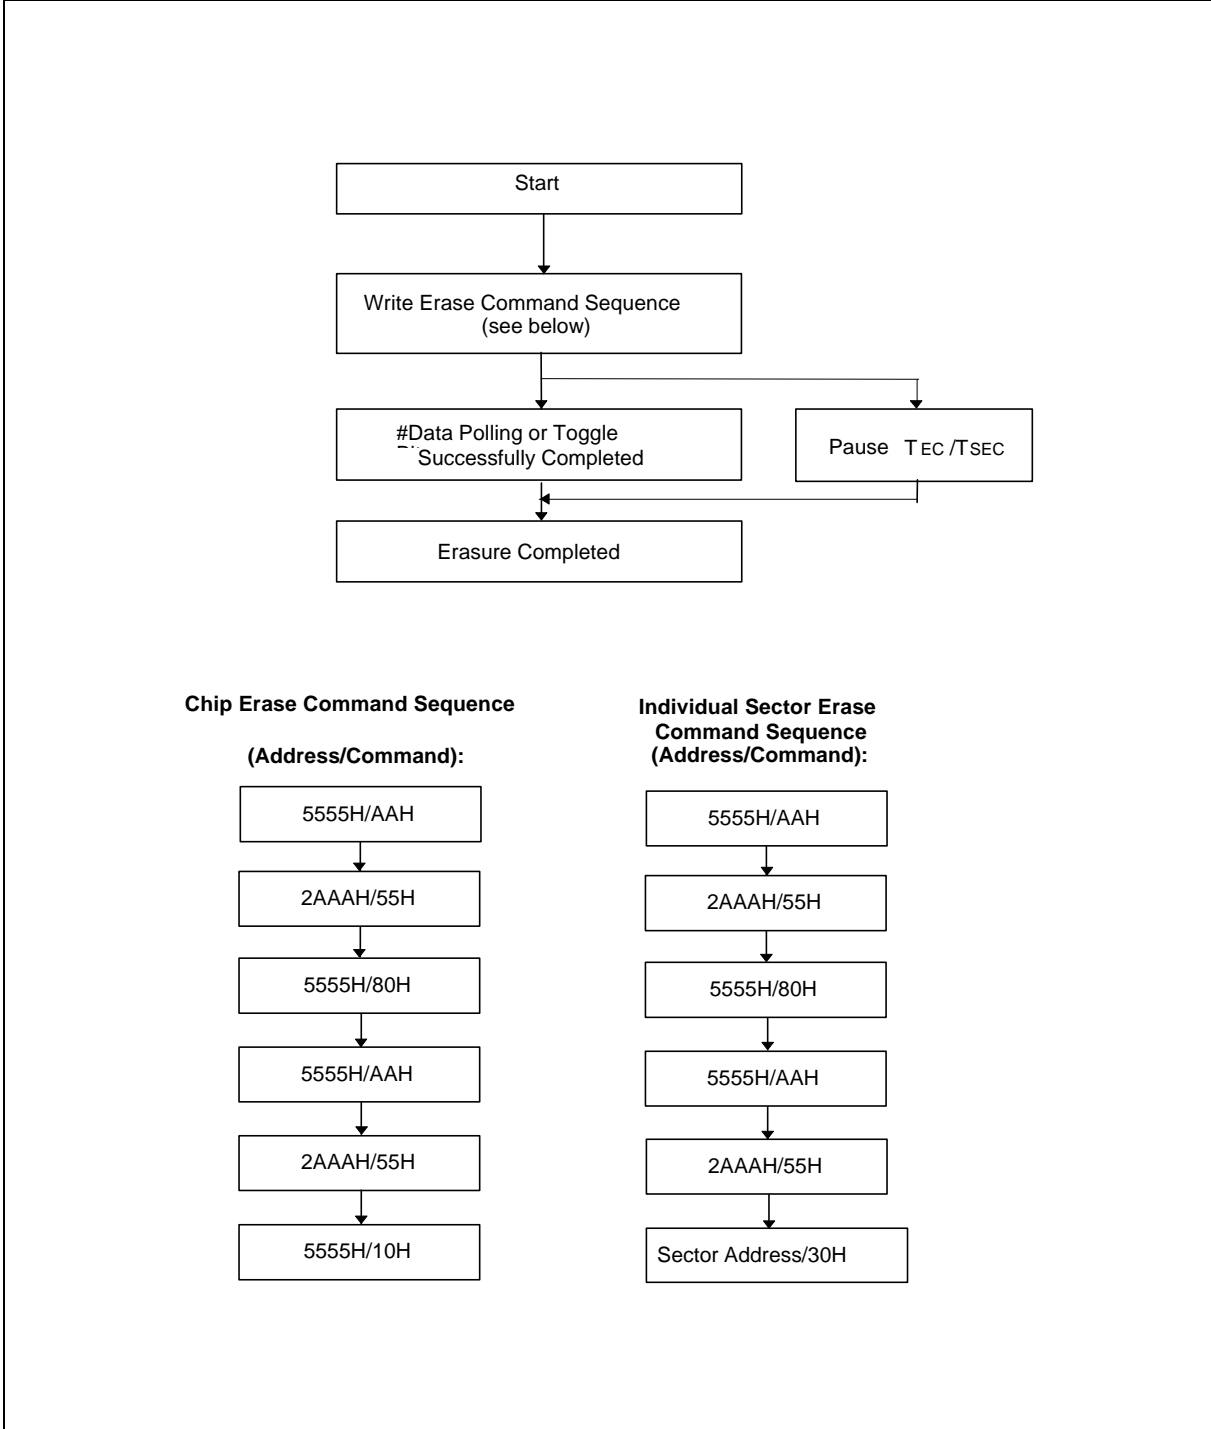 Start
Write Erase Command Sequence
(see below)
#Data Polling or Toggle
Successfully Completed
Pause TEC/TSEC
Erasure Completed
Chip Erase Command Sequence
(Address/Command):
5555H/AAH
2AAAH/55H
5555H/80H
5555H/AAH
2AAAH/55H
5555H/10H
Individual Sector Erase
Command Sequence
(Address/Command):
5555H/AAH
2AAAH/55H
5555H/80H
5555H/AAH
2AAAH/55H
Sector Address/30H